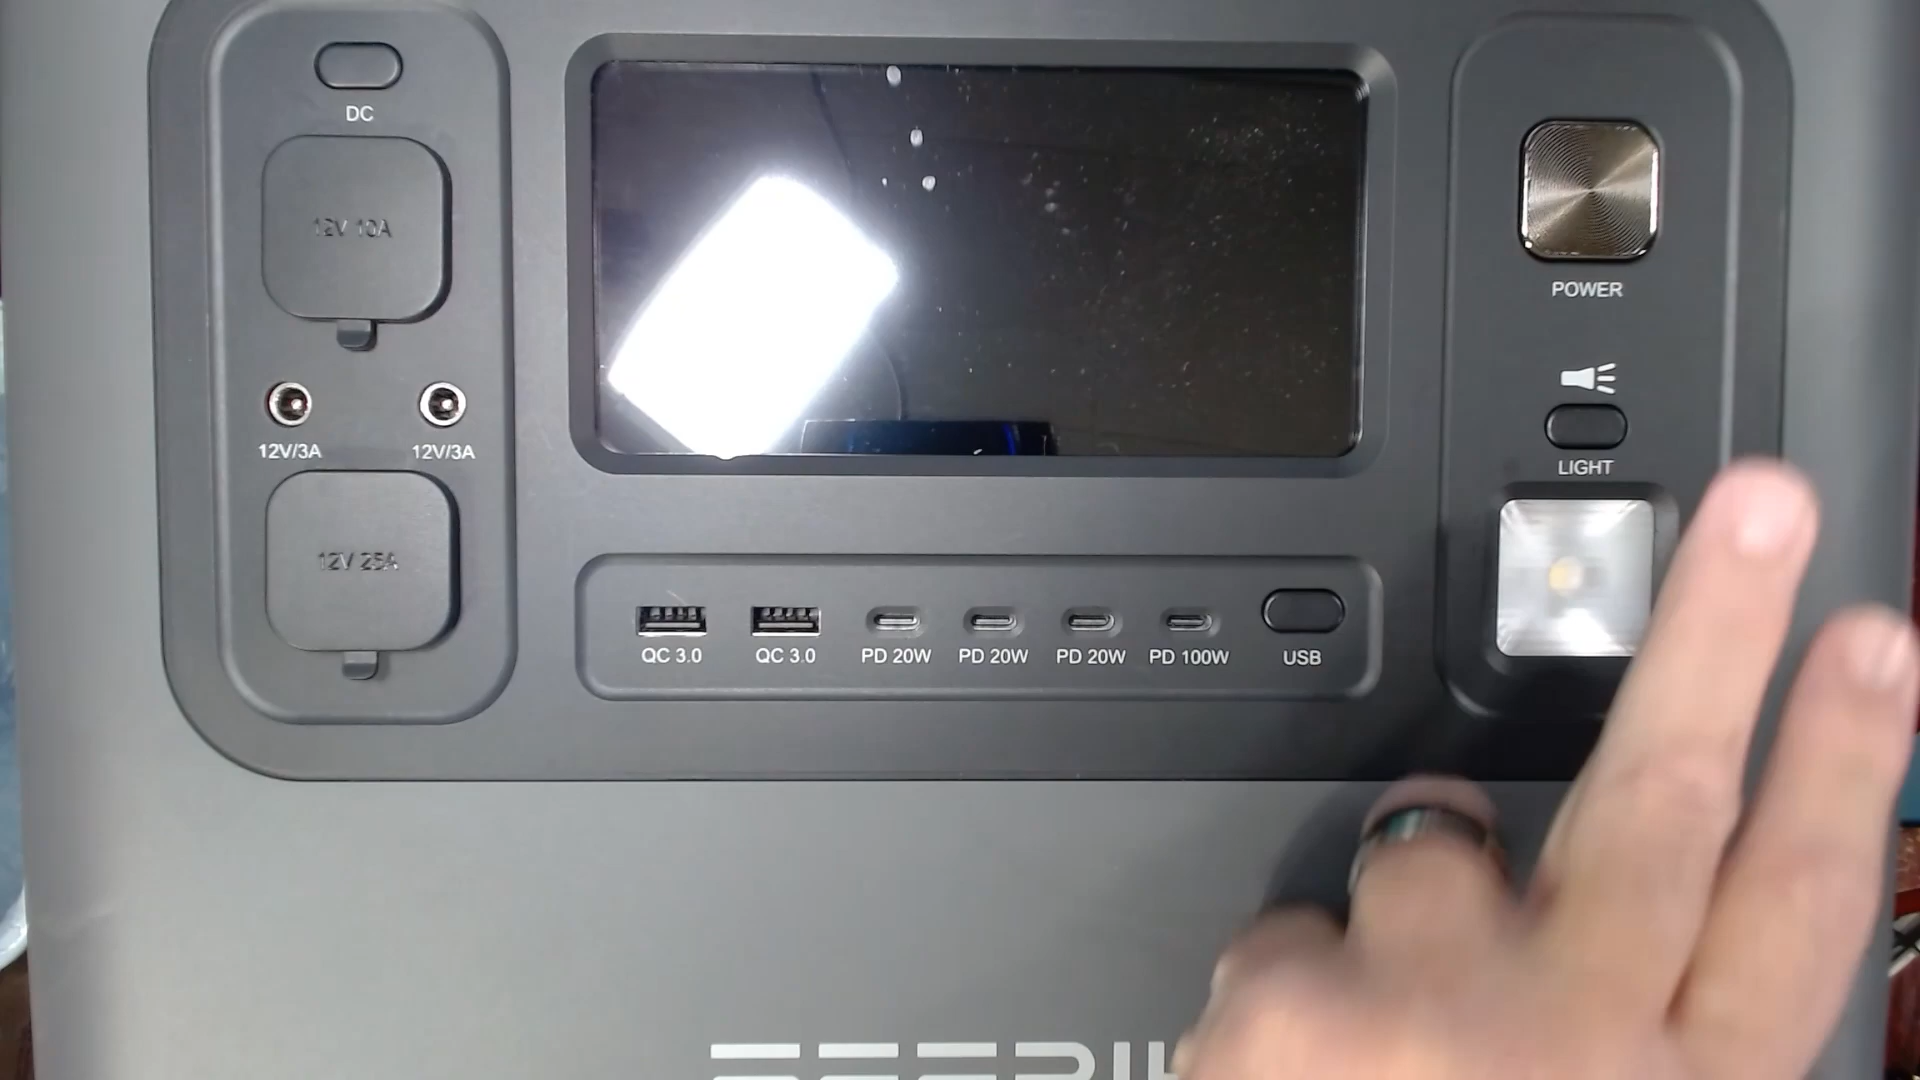 DC
12V 10A
12V/3A 12V/3A
12V 25A
QC 3.0 QC 3.0 PD 20W PD 20W PD 20W PD 100W USB
POWER
LIGHT